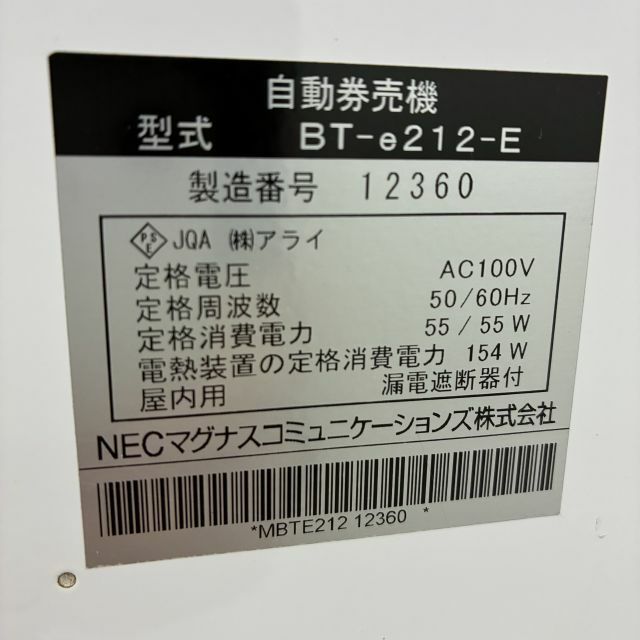 自動券売機
型式 BT-e212-E
製造番号 12360
PSE JQA ㈱アライ
定格電圧 AC100V
定格周波数 50/60Hz
定格消費電力 55/55W
電熱装置の定格消費電力 154W
屋内用 漏電遮断器付
NECマグナスコミュニケーションズ株式会社
*MBTE212 12360 *